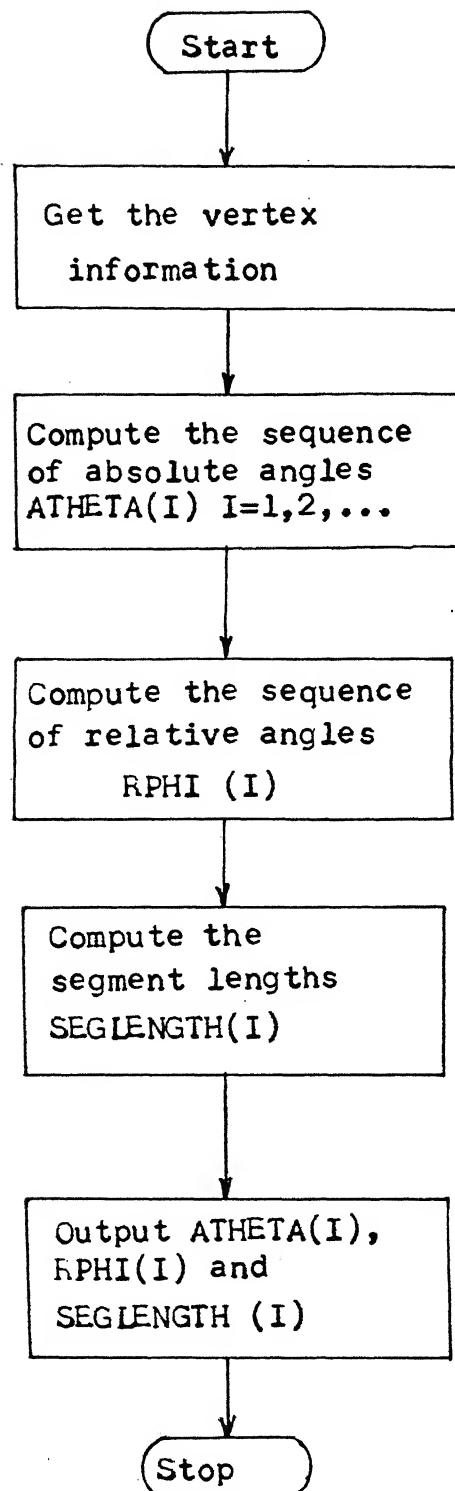 Start
Get the vertex
information
Compute the sequence
of absolute angles
ATHETA(I) I=1,2,...
Compute the sequence
of relative angles
RPHI (I)
Compute the
segment lengths
SEGLENGTH(I)
Output ATHETA(I),
RPHI(I) and
SEGLENGTH (I)
Stop